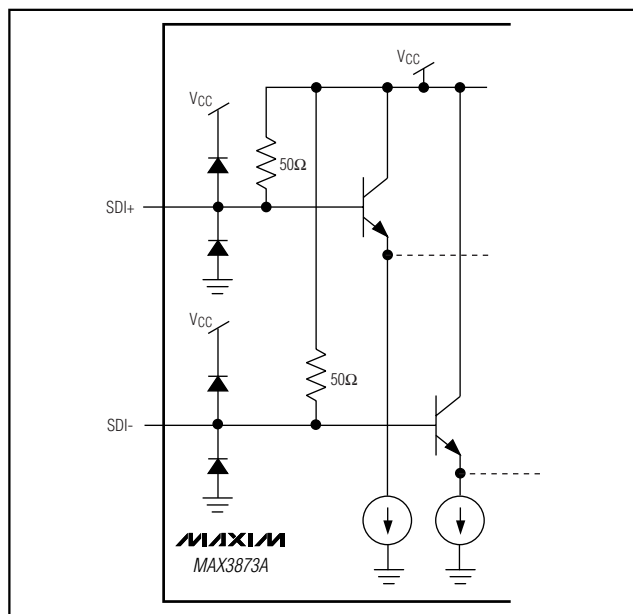 VCC
VCC
50Ω
SDI+
VCC
50Ω
SDI-
MAXIM
MAX3873A